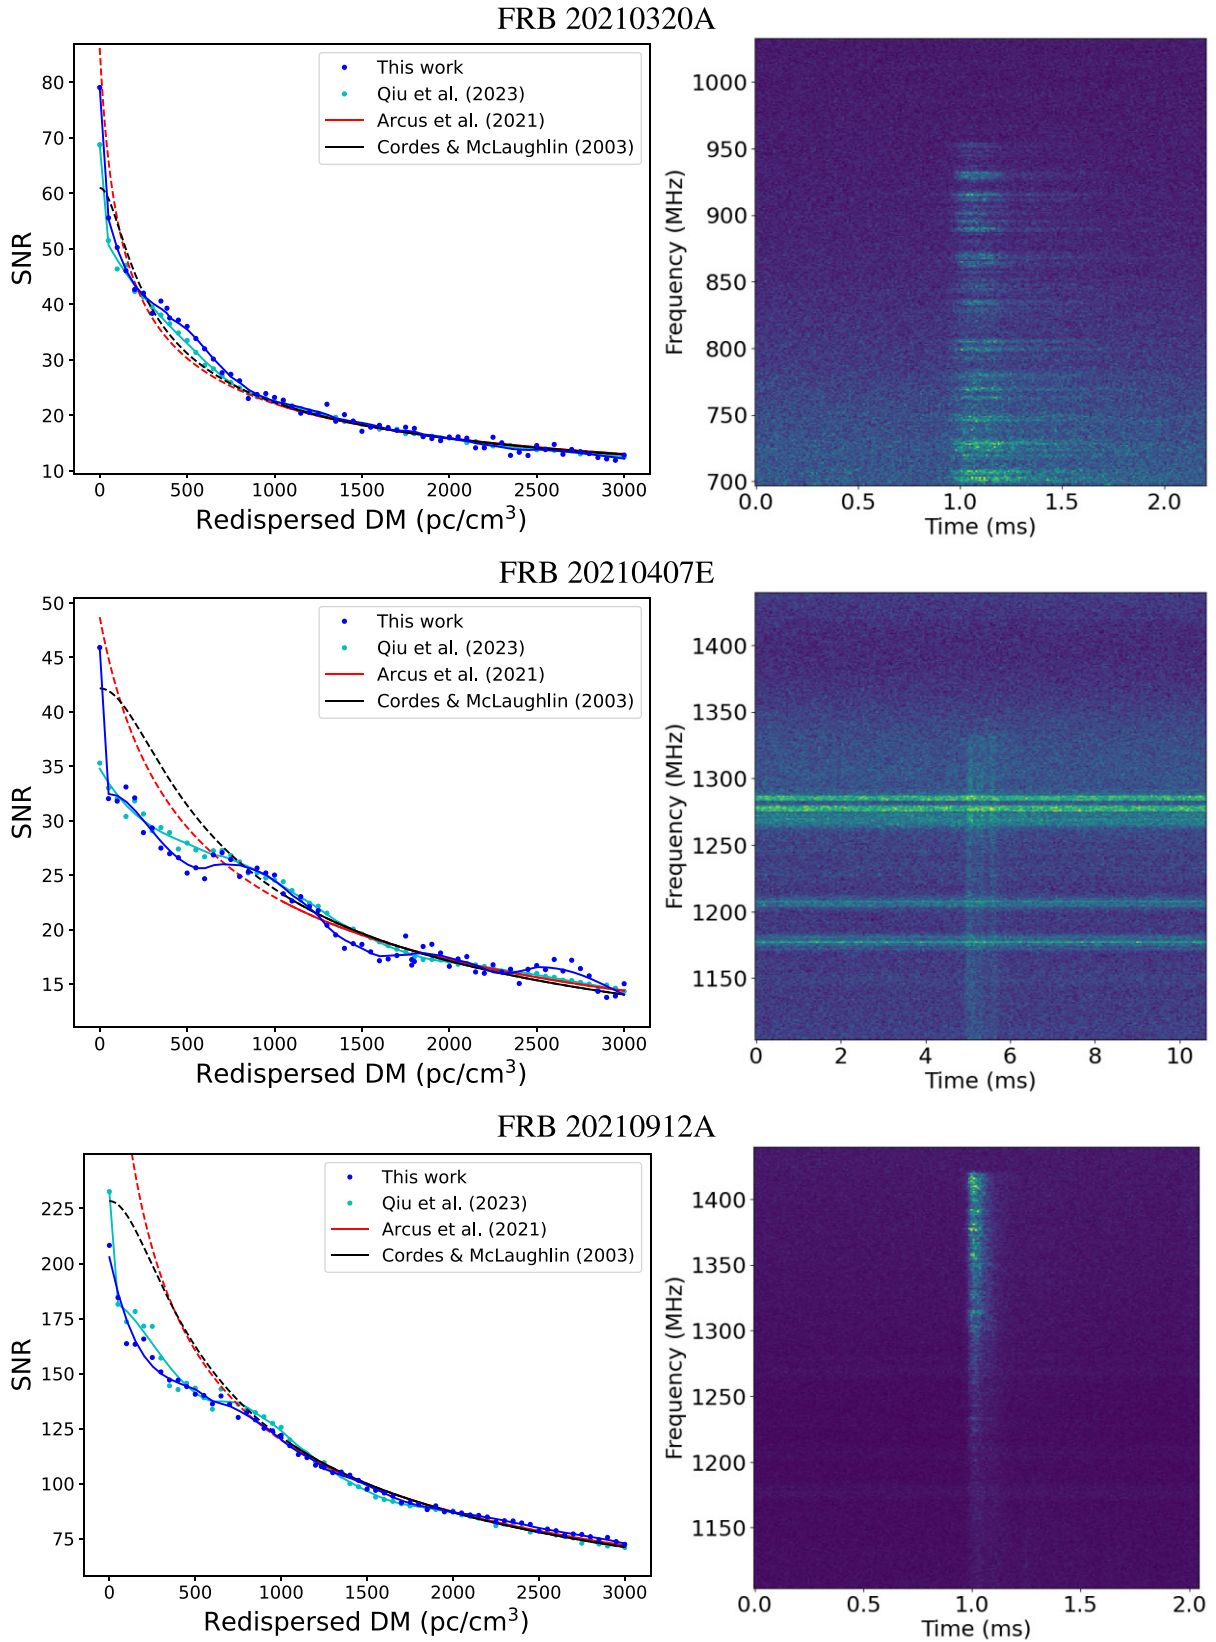 FRB 20210320A
80
70
60
50
40
30
20
10
SNR
This work
Qiu et al. (2023)
Arcus et al. (2021)
Cordes & McLaughlin (2003)
0 500 1000 1500 2000 2500 3000
Redispersed DM (pc/cm³)
1000
950
900
850
800
750
700
Frequency (MHz)
0.0 0.5 1.0 1.5 2.0
Time (ms)
FRB 20210407E
50
45
40
35
30
25
20
15
SNR
This work
Qiu et al. (2023)
Arcus et al. (2021)
Cordes & McLaughlin (2003)
0 500 1000 1500 2000 2500 3000
Redispersed DM (pc/cm³)
1400
1350
1300
1250
1200
1150
Frequency (MHz)
0 2 4 6 8 10
Time (ms)
FRB 20210912A
225
200
175
150
125
100
75
SNR
This work
Qiu et al. (2023)
Arcus et al. (2021)
Cordes & McLaughlin (2003)
0 500 1000 1500 2000 2500 3000
Redispersed DM (pc/cm³)
1400
1350
1300
1250
1200
1150
Frequency (MHz)
0.0 0.5 1.0 1.5 2.0
Time (ms)